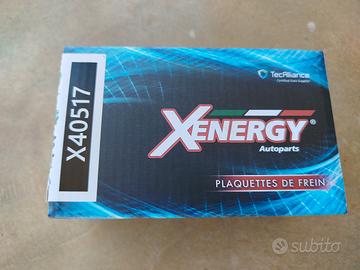 TecAlliance
Certified Data Supplier
X40517
XENERGY®
Autoparts
PLAQUETTES DE FREIN
subito